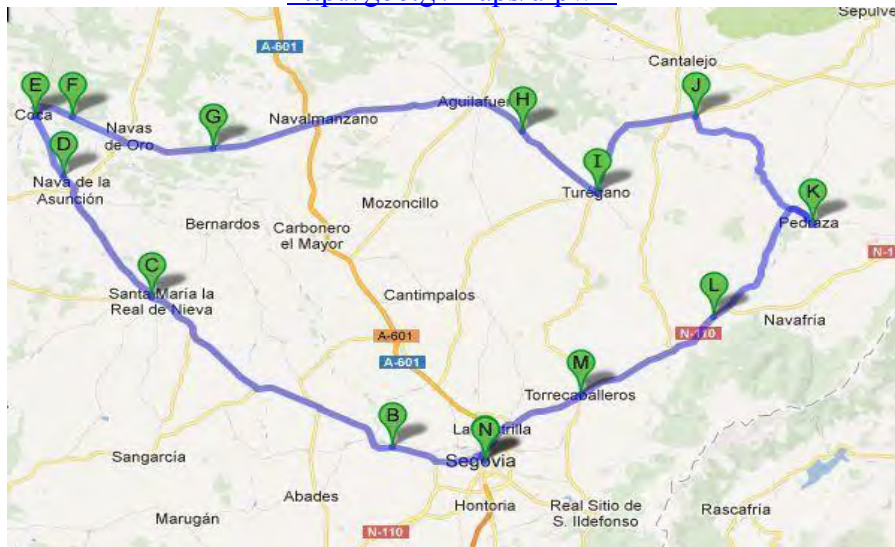 Sepúlve
A-601
Cantalejo
E
F
J
Coca
G
Navas
de Oro
Navalmanzano
Aguilafuer
H
D
I
Nava de la
Asunción
Turégano
K
Mozoncillo
Pedraza
Bernardos
Carbonero
el Mayor
N-1
C
L
Santa María la
Real de Nieva
Cantimpalos
Navafría
A-601
N-110
A-601
M
Torrecaballeros
B
La
trilla
N
Sangarcía
Segovia
Abades
Hontoria
Real Sitio de
S. Ildefonso
Rascafría
Marugán
N-110